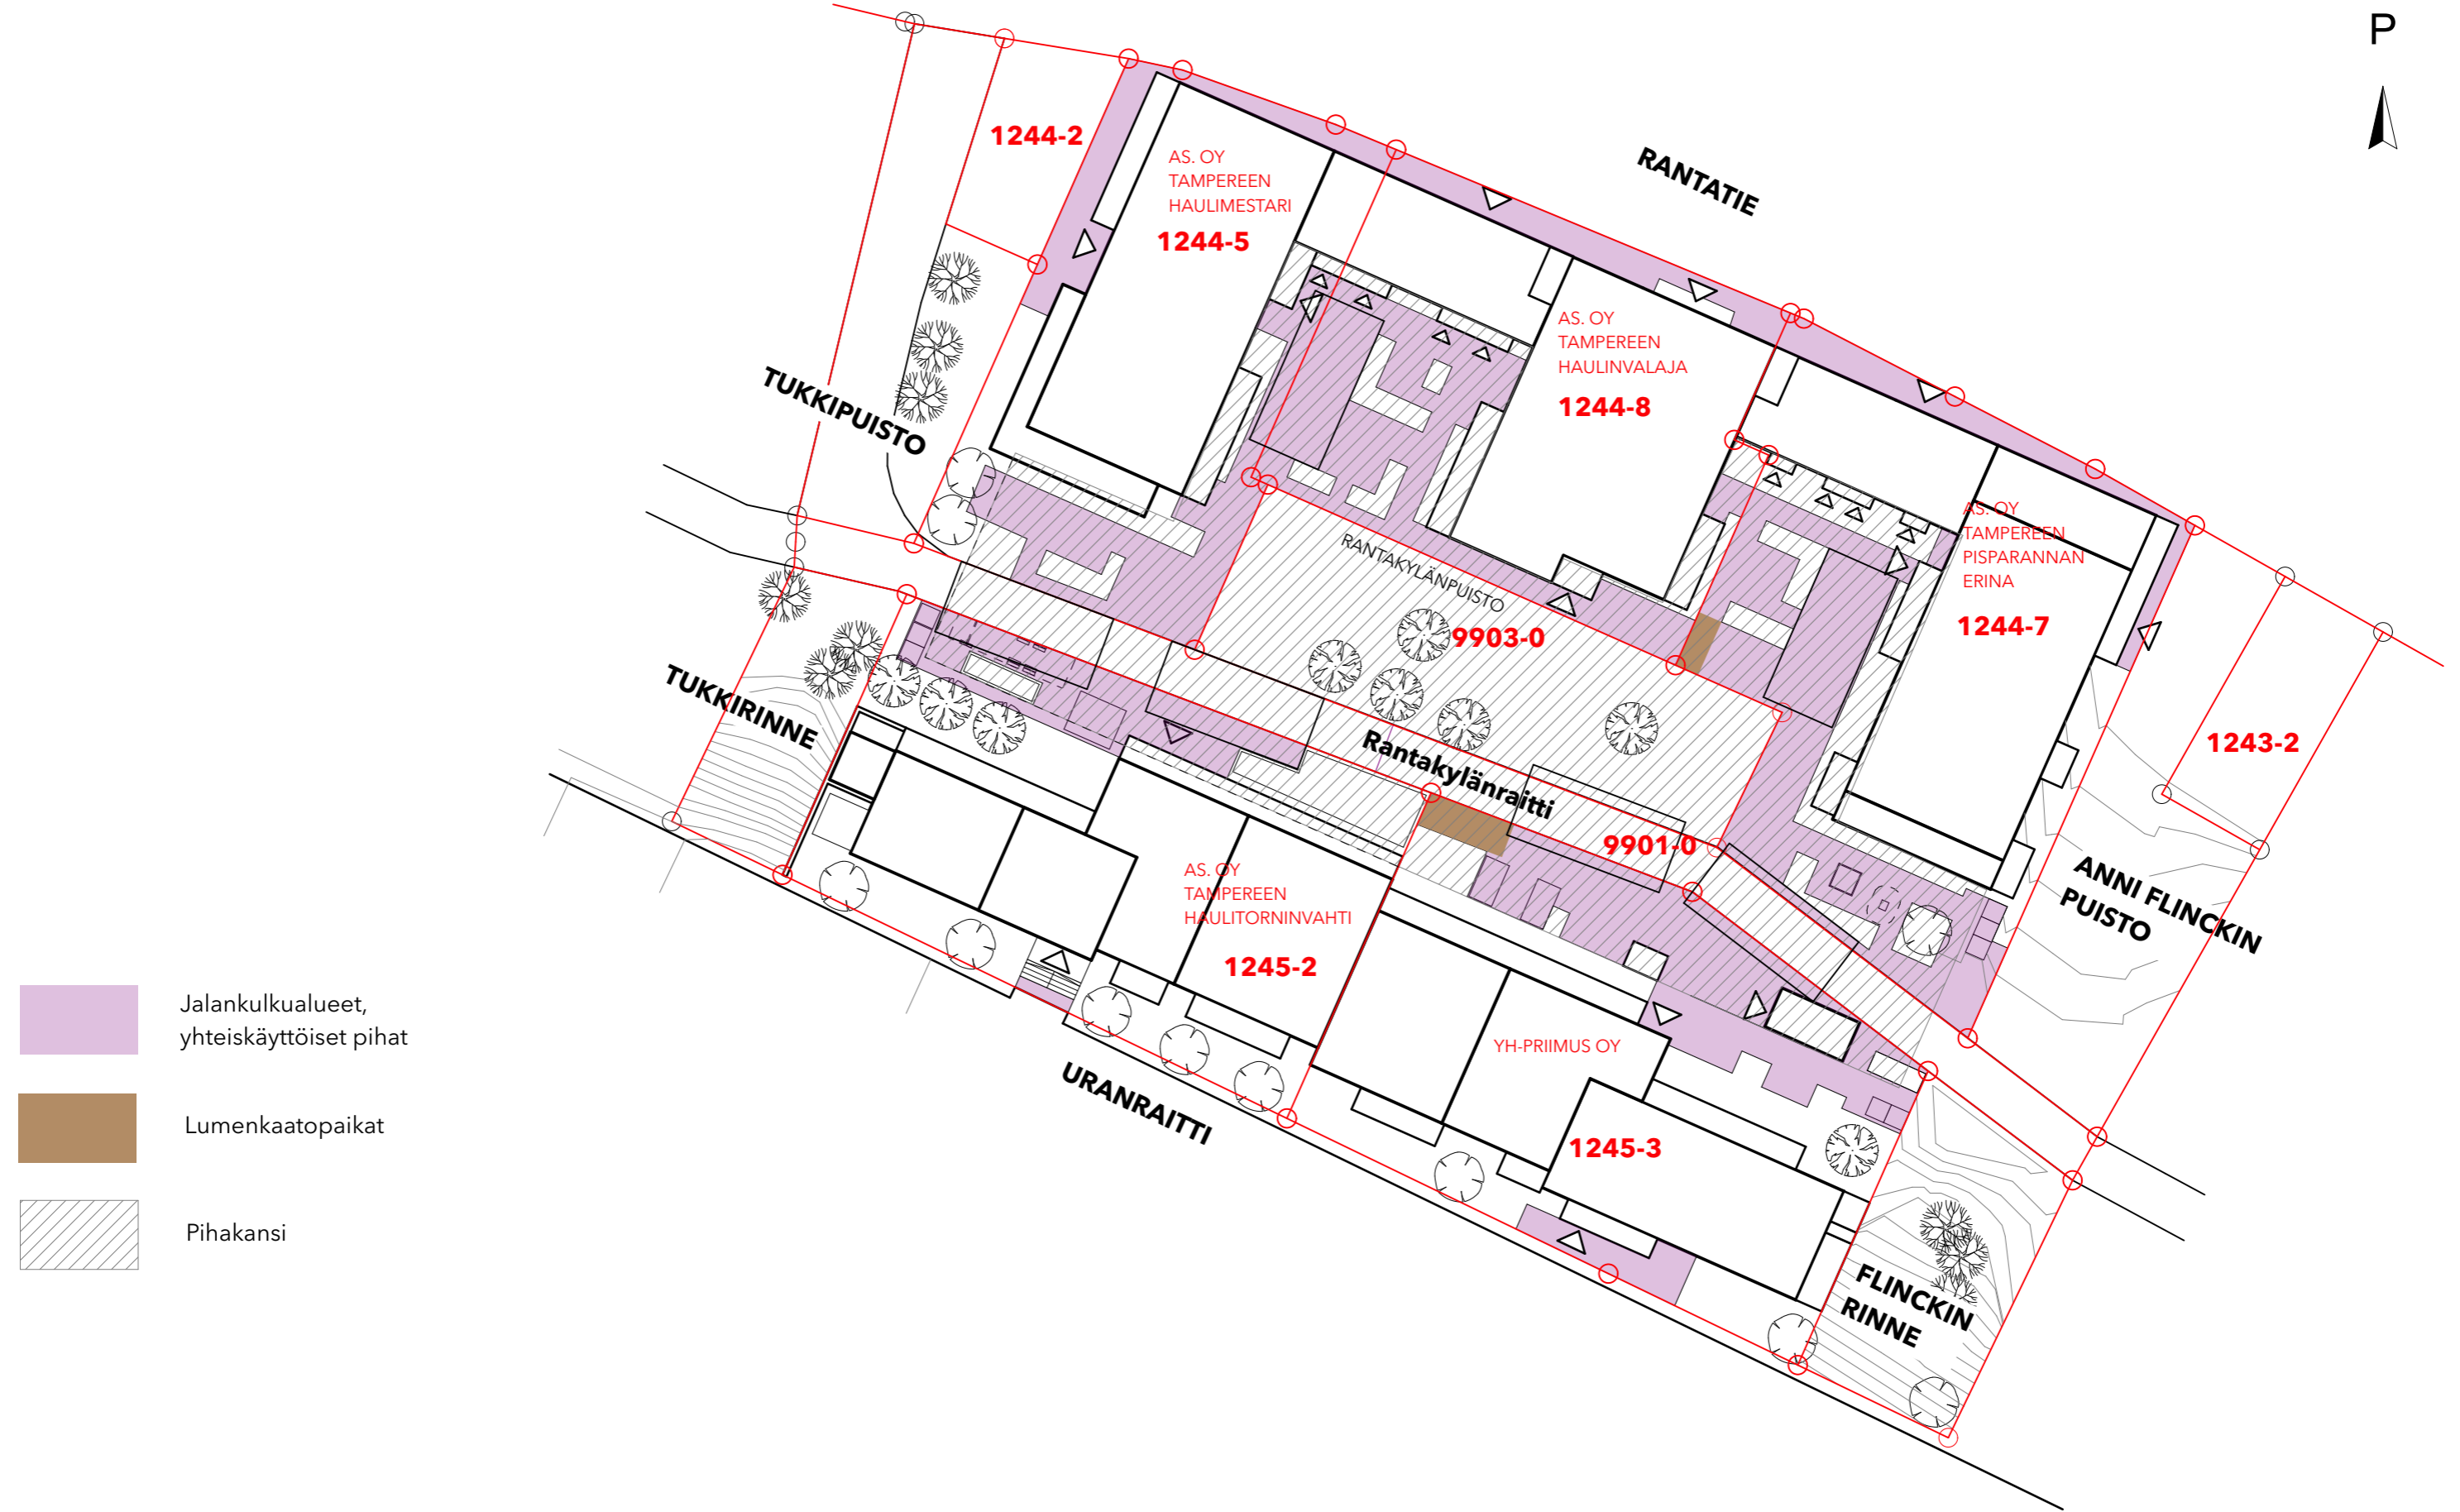 P
RANTATIE
1244-2
AS. OY
TAMPEREEN
HAULIMESTARI
1244-5
AS. OY
TAMPEREEN
HAULINVALAJA
1244-8
TUKKIPUISTO
AS. OY
TAMPEREEN
PISPARANNAN
ERINA
1244-7
RANTAKYLÄNPUISTO
9903-0
TUKKIRINNE
Rantakylänraitti
9901-0
1243-2
ANNI FLINCKIN
PUISTO
AS. OY
TAMPEREEN
HAULITORNINVAHTI
1245-2
YH-PRIIMUS OY
1245-3
URANRAITTI
FLINCKIN
RINNE
Jalankulkualueet,
yhteiskäyttöiset pihat
Lumenkaatopaikat
Pihakansi